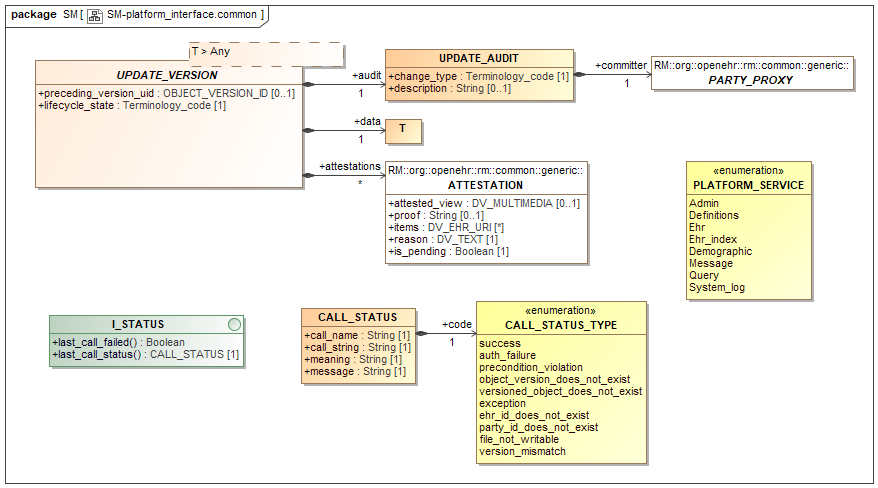 package SM [ SM-platform_interface.common ]
T > Any
UPDATE_VERSION
+preceding_version_uid : OBJECT_VERSION_ID [0..1]
+lifecycle_state : Terminology_code [1]
+audit
1
UPDATE_AUDIT
+change_type : Terminology_code [1]
+description : String [0..1]
+committer
1
RM::org::openehr::rm::common::generic::
PARTY_PROXY
+data
1
T
+attestations
*
RM::org::openehr::rm::common::generic::
ATTESTATION
+attested_view : DV_MULTIMEDIA [0..1]
+proof : String [0..1]
+items : DV_EHR_URI [*]
+reason : DV_TEXT [1]
+is_pending : Boolean [1]
«enumeration»
PLATFORM_SERVICE
Admin
Definitions
Ehr
Ehr_index
Demographic
Message
Query
System_log
I_STATUS
+last_call_failed() : Boolean
+last_call_status() : CALL_STATUS [1]
CALL_STATUS
+call_name : String [1]
+call_string : String [1]
+meaning : String [1]
+message : String [1]
+code
1
«enumeration»
CALL_STATUS_TYPE
success
auth_failure
precondition_violation
object_version_does_not_exist
versioned_object_does_not_exist
exception
ehr_id_does_not_exist
party_id_does_not_exist
file_not_writable
version_mismatch